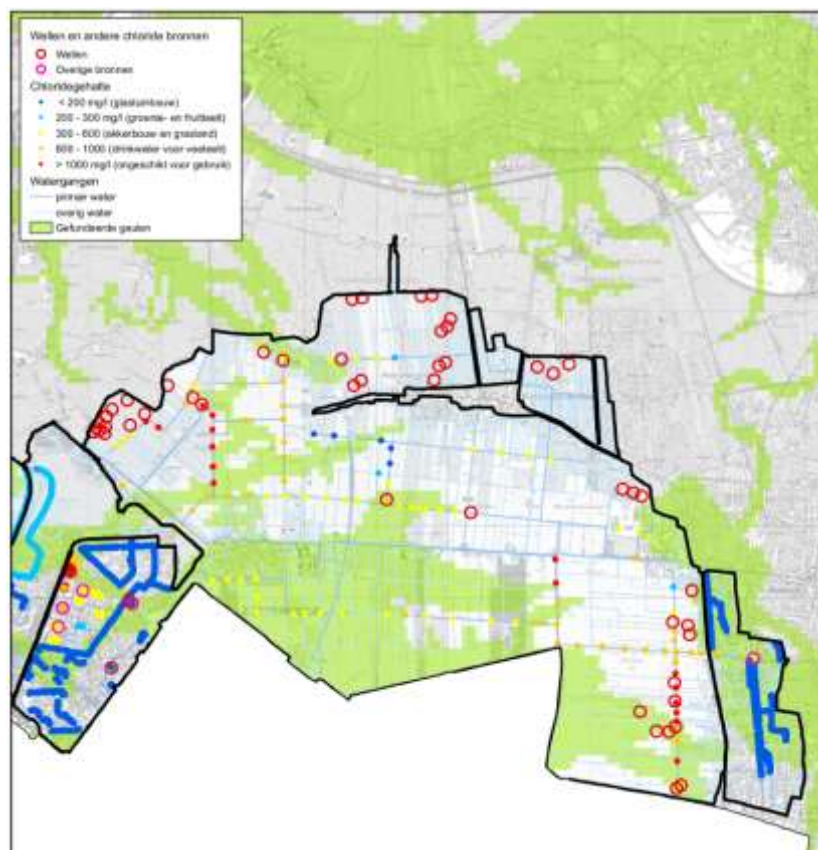 Wellen en andere chloride bronnen
Wellen
Overige bronnen
Chloridegehalte
< 200 mg/l (glastuinbouw)
200 - 300 mg/l (groente- en fruitteelt)
300 - 600 (akkerbouw en grasland)
600 - 1000 (drinkwater voor veeteelt)
> 1000 mg/l (ongeschikt voor gebruik)
Watergangen
primair water
overig water
Gefundeerde geulen